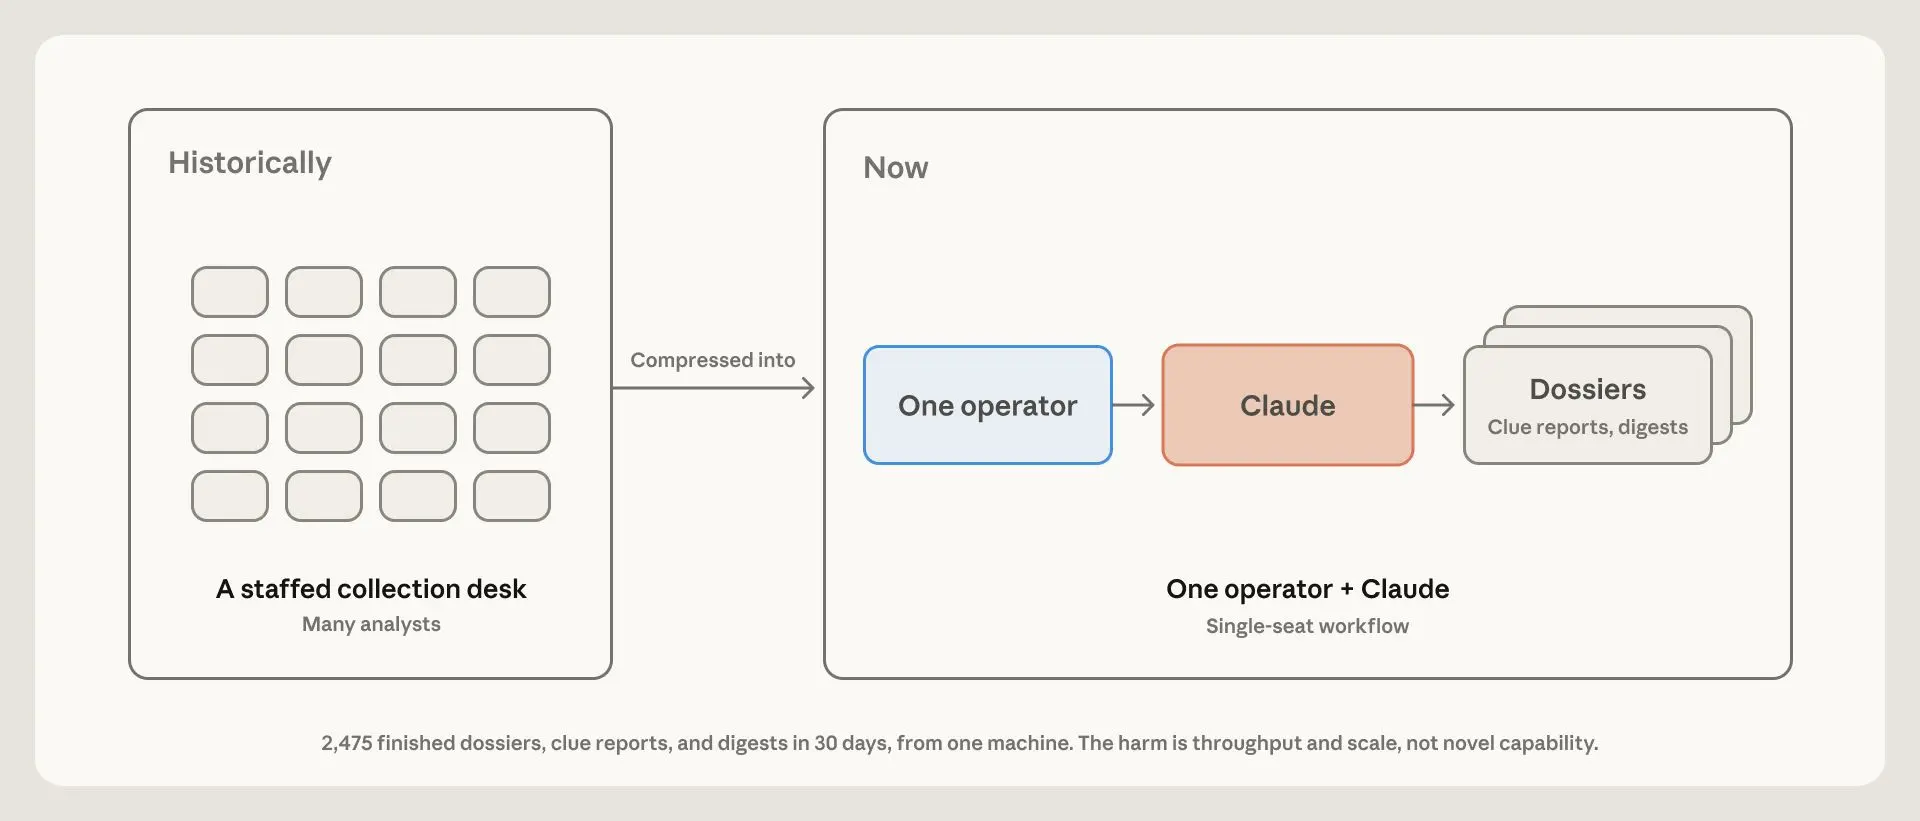 Historically
A staffed collection desk
Many analysts
Compressed into
Now
One operator
Claude
Dossiers
Clue reports, digests
One operator + Claude
Single-seat workflow
2,475 finished dossiers, clue reports, and digests in 30 days, from one machine. The harm is throughput and scale, not novel capability.